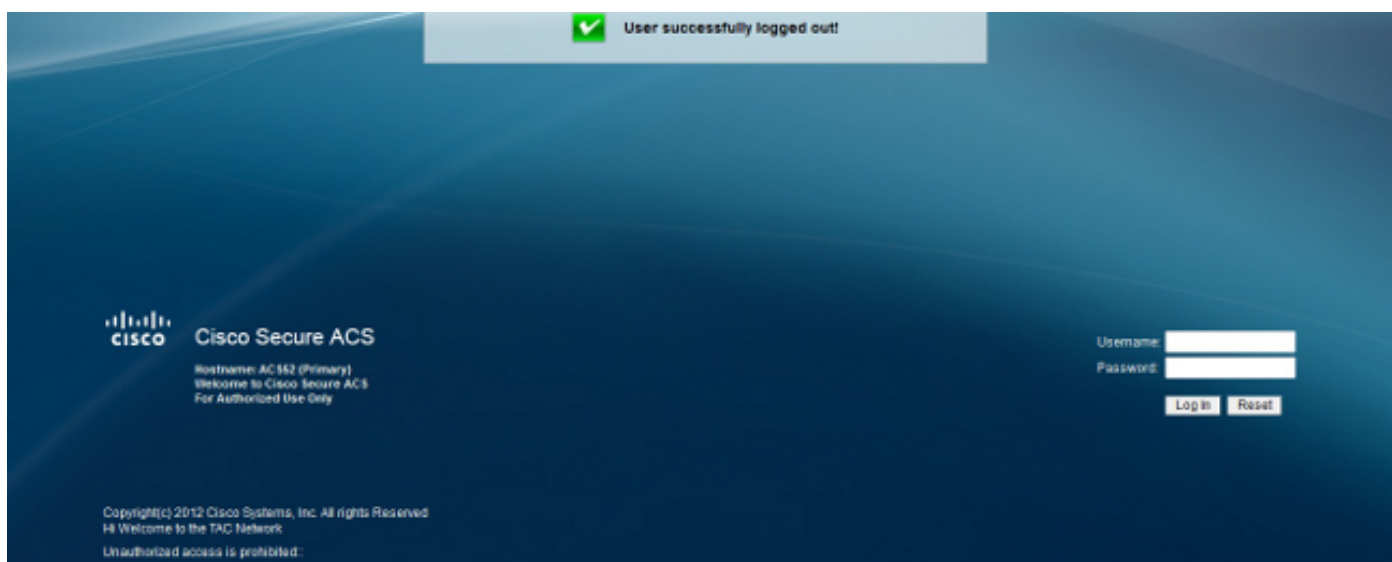 User successfully logged out!
CISCO
Cisco Secure ACS
Hostname: ACS52 (Primary)
Welcome to Cisco Secure ACS
For Authorized Use Only
Username:
Password:
Log in Reset
Copyright(c) 2012 Cisco Systems, Inc. All rights Reserved
Hi Welcome to the TAC Network
Unauthorized access is prohibited::